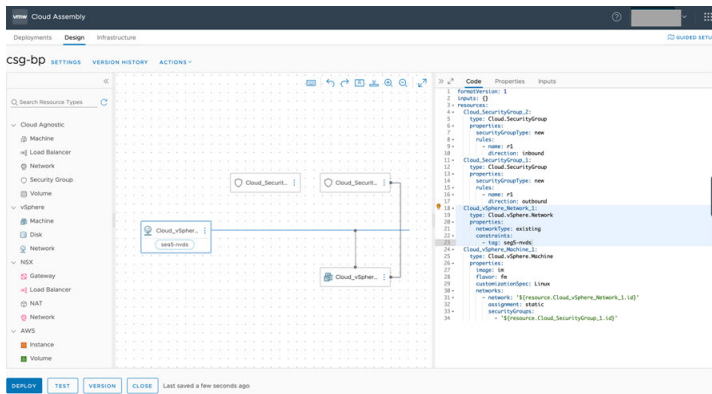 vmw Cloud Assembly
Deployments Design Infrastructure
GUIDED SETU
csg-bp SETTINGS VERSION HISTORY ACTIONS
Search Resource Types
Cloud Agnostic
Machine
Load Balancer
Network
Security Group
Volume
vSphere
Machine
Disk
Network
NSX
Gateway
Load Balancer
NAT
Network
AWS
Instance
Volume
Cloud_Securit...
Cloud_Securit...
Cloud_vSpher...
seg5-nvds
Cloud_vSpher...
Code Properties Inputs
1 formatVersion: 1
2 inputs: {}
3 resources:
4 Cloud_SecurityGroup_2:
5 type: Cloud.SecurityGroup
6 properties:
7 securityGroupType: new
8 rules:
9 - name: r1
10 direction: inbound
11 Cloud_SecurityGroup_1:
12 type: Cloud.SecurityGroup
13 properties:
14 securityGroupType: new
15 rules:
16 - name: r1
17 direction: outbound
18 Cloud_vSphere_Network_1:
19 type: Cloud.vSphere.Network
20 properties:
21 networkType: existing
22 constraints:
23 - tag: seg5-nvds
24 Cloud_vSphere_Machine_1:
25 type: Cloud.vSphere.Machine
26 properties:
27 image: im
28 flavor: fm
29 customizationSpec: Linux
30 networks:
31 - network: '${resource.Cloud_vSphere_Network_1.id}'
32 assignment: static
33 securityGroups:
34 - '${resource.Cloud_SecurityGroup_1.id}'
DEPLOY TEST VERSION CLOSE Last saved a few seconds ago